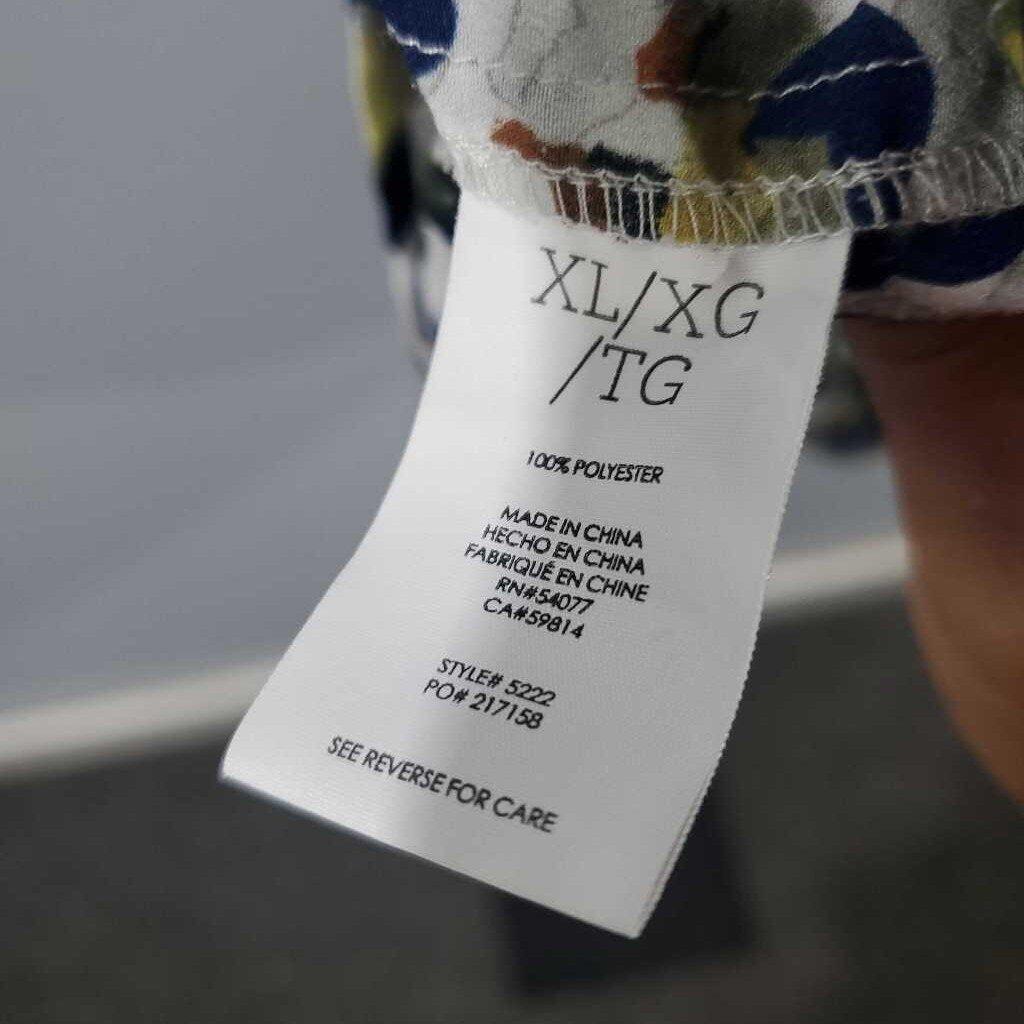 XL/XG
/TG
100% POLYESTER
MADE IN CHINA
HECHO EN CHINA
FABRIQUÉ EN CHINE
RN#54077
CA#59814
STYLE# 5222
PO# 217158
SEE REVERSE FOR CARE